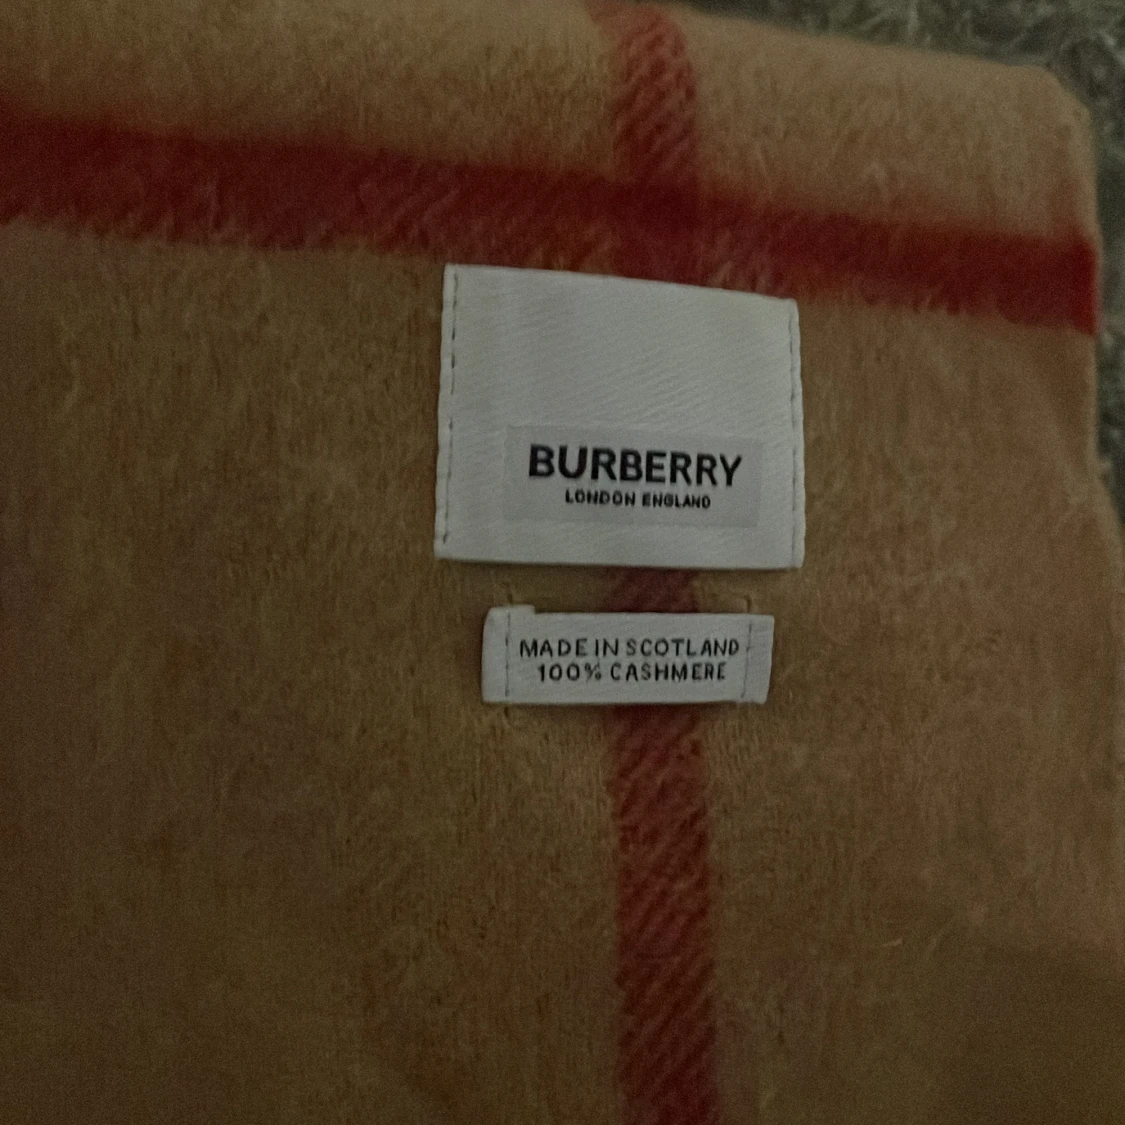 BURBERRY
LONDON ENGLAND
MADE IN SCOTLAND
100% CASHMERE